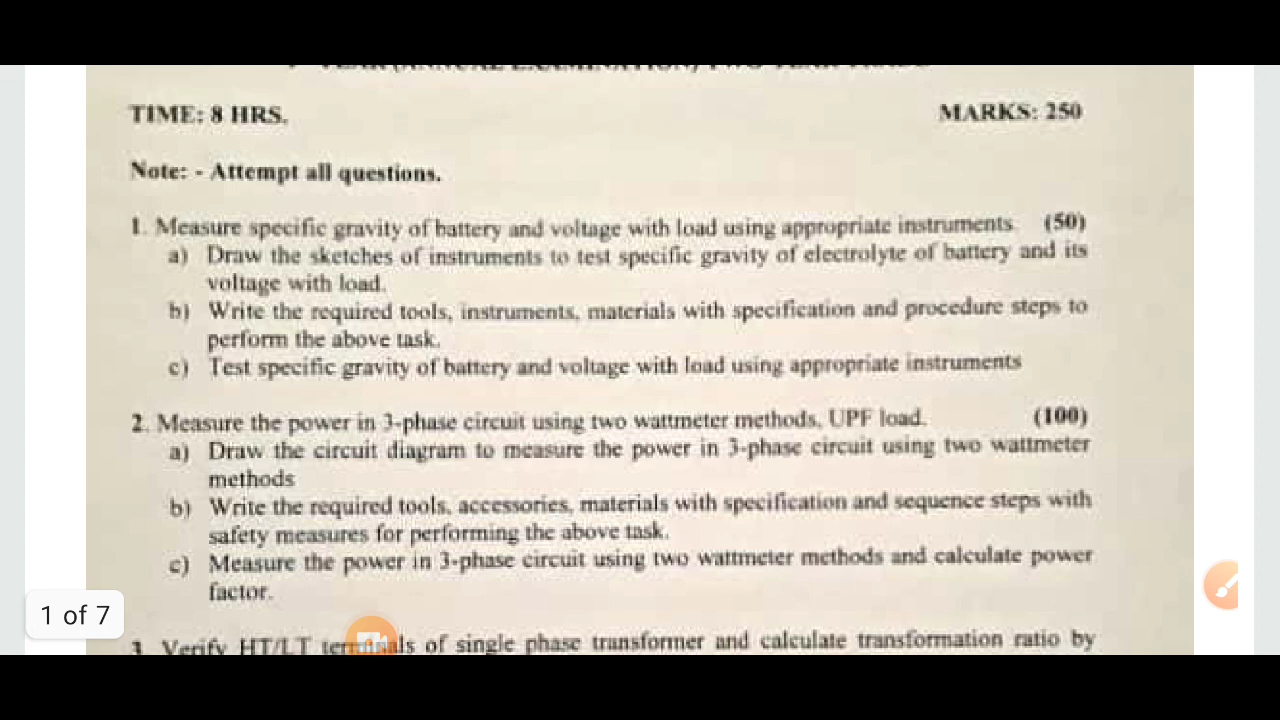 TIME: 8 HRS. MARKS: 250
Note: - Attempt all questions.
1. Measure specific gravity of battery and voltage with load using appropriate instruments. (50)
a) Draw the sketches of instruments to test specific gravity of electrolyte of battery and its
voltage with load.
b) Write the required tools, instruments, materials with specification and procedure steps to
perform the above task.
c) Test specific gravity of battery and voltage with load using appropriate instruments
2. Measure the power in 3-phase circuit using two wattmeter methods, UPF load. (100)
a) Draw the circuit diagram to measure the power in 3-phase circuit using two wattmeter
methods
b) Write the required tools, accessories, materials with specification and sequence steps with
safety measures for performing the above task.
c) Measure the power in 3-phase circuit using two wattmeter methods and calculate power
factor.
1 of 7
3. Verify HT/LT terminals of single phase transformer and calculate transformation ratio by